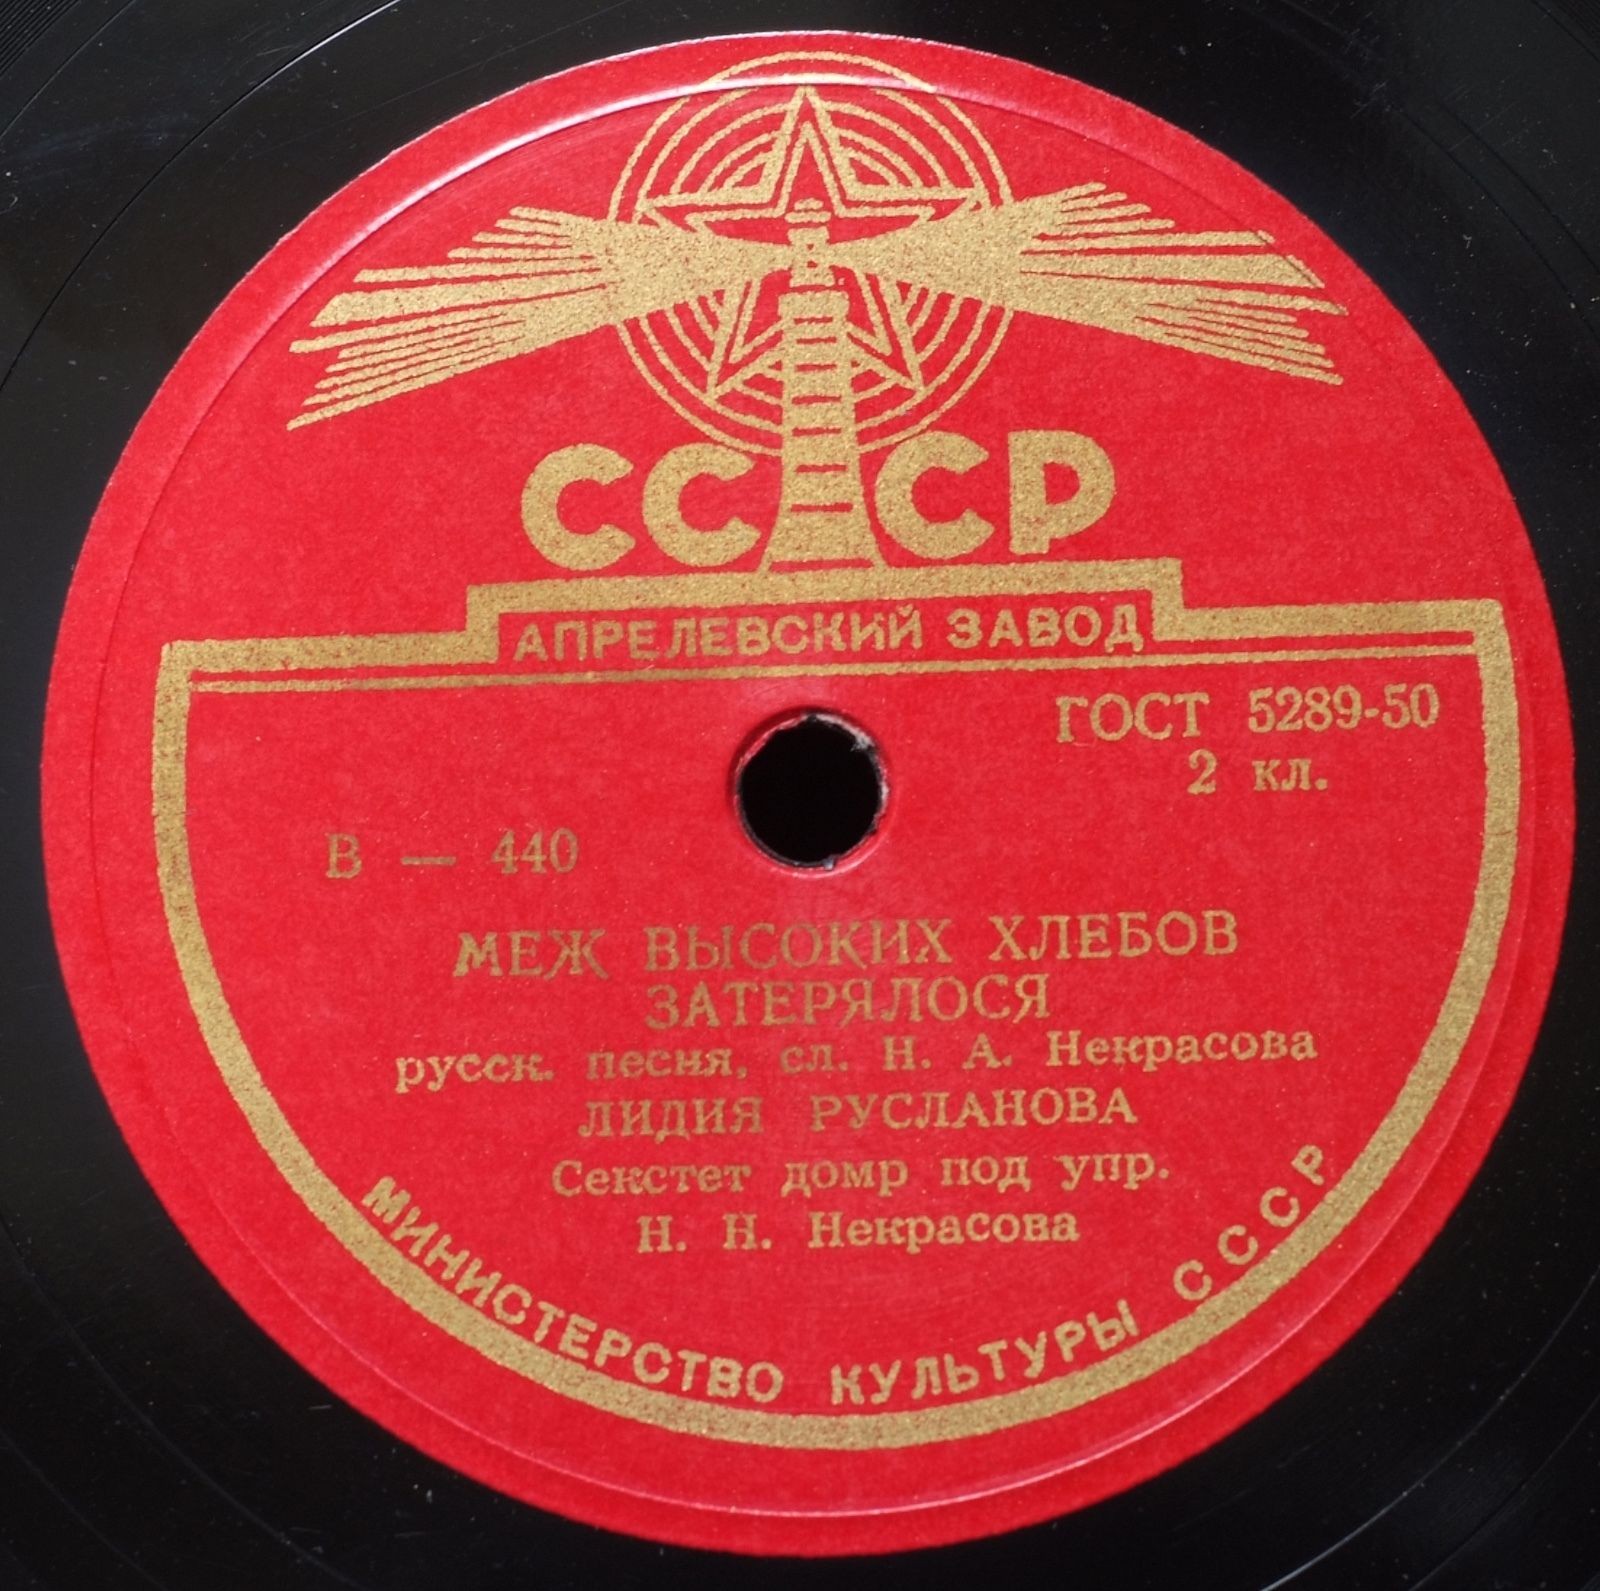 СССР
АПРЕЛЕВСКИЙ ЗАВОД
ГОСТ 5289-50
2 кл.
В — 440
МЕЖ ВЫСОКИХ ХЛЕБОВ
ЗАТЕРЯЛОСЯ
русск. песня, сл. Н. А. Некрасова
ЛИДИЯ РУСЛАНОВА
Секстет домр под упр.
Н. Н. Некрасова
МИНИСТЕРСТВО КУЛЬТУРЫ СССР